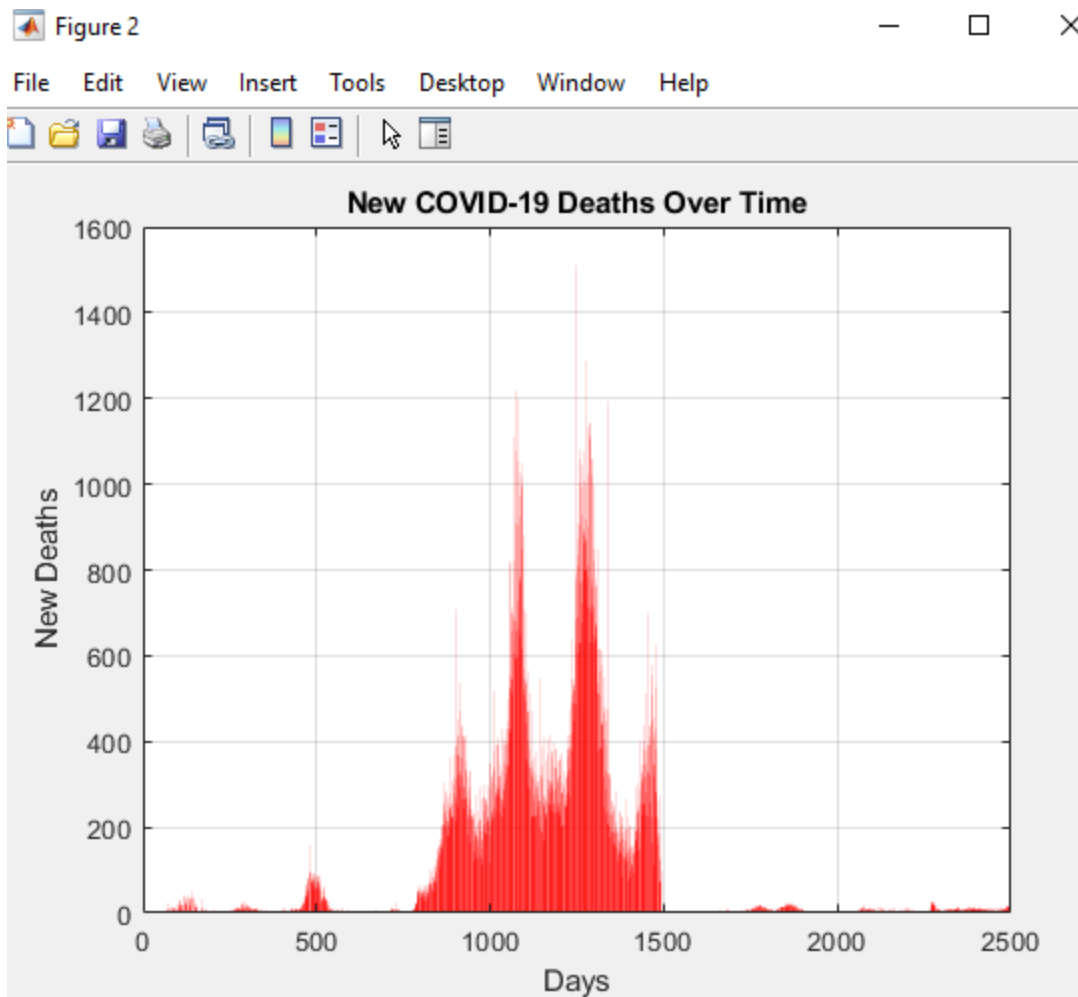 Figure 2
File Edit View Insert Tools Desktop Window Help
New COVID-19 Deaths Over Time
1600
1400
1200
1000
800
600
400
200
0
New Deaths
0 500 1000 1500 2000 2500
Days